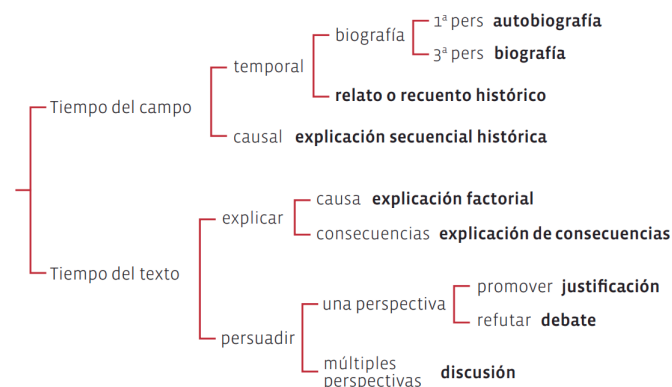 1ª pers autobiografía
biografía
3ª pers biografía
temporal
relato o recuento histórico
Tiempo del campo
causal explicación secuencial histórica
causa explicación factorial
explicar
consecuencias explicación de consecuencias
Tiempo del texto
promover justificación
una perspectiva
refutar debate
persuadir
múltiples
perspectivas discusión